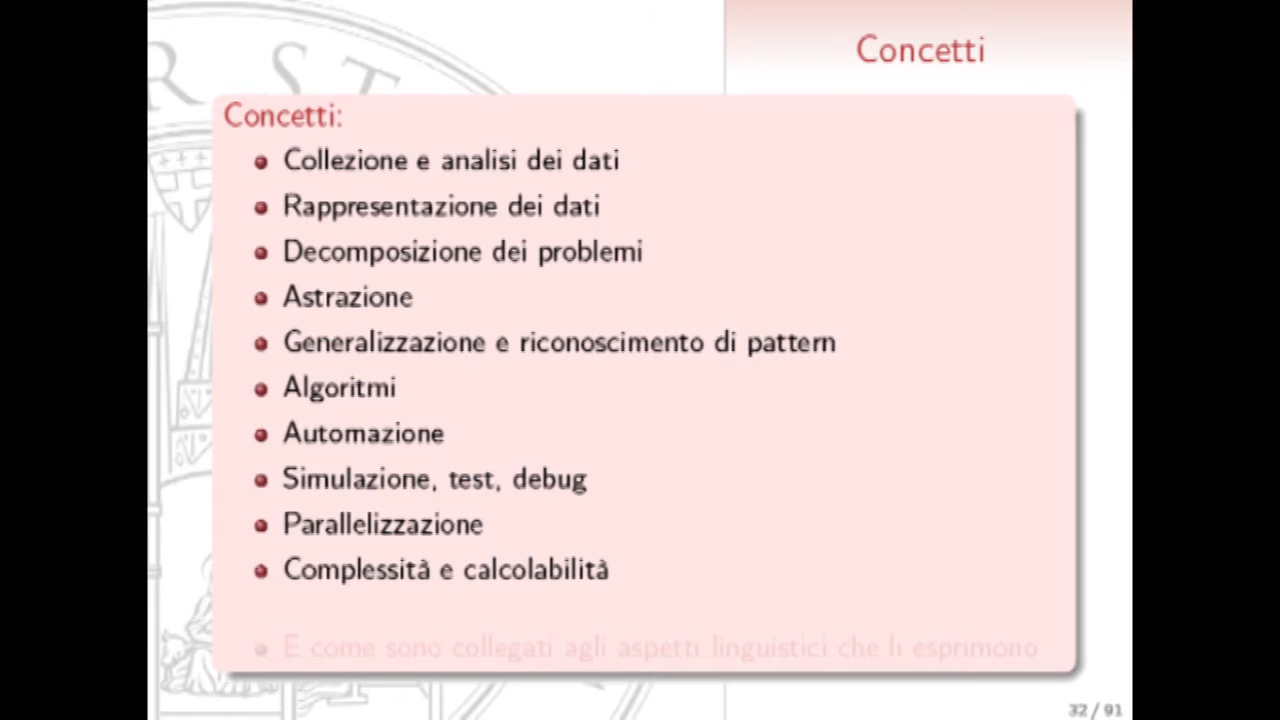 R S T
Concetti
Concetti:
Collezione e analisi dei dati
Rappresentazione dei dati
Decomposizione dei problemi
Astrazione
Generalizzazione e riconoscimento di pattern
Algoritmi
Automazione
Simulazione, test, debug
Parallelizzazione
Complessità e calcolabilità
E come sono collegati agli aspetti linguistici che li esprimono
32 / 91